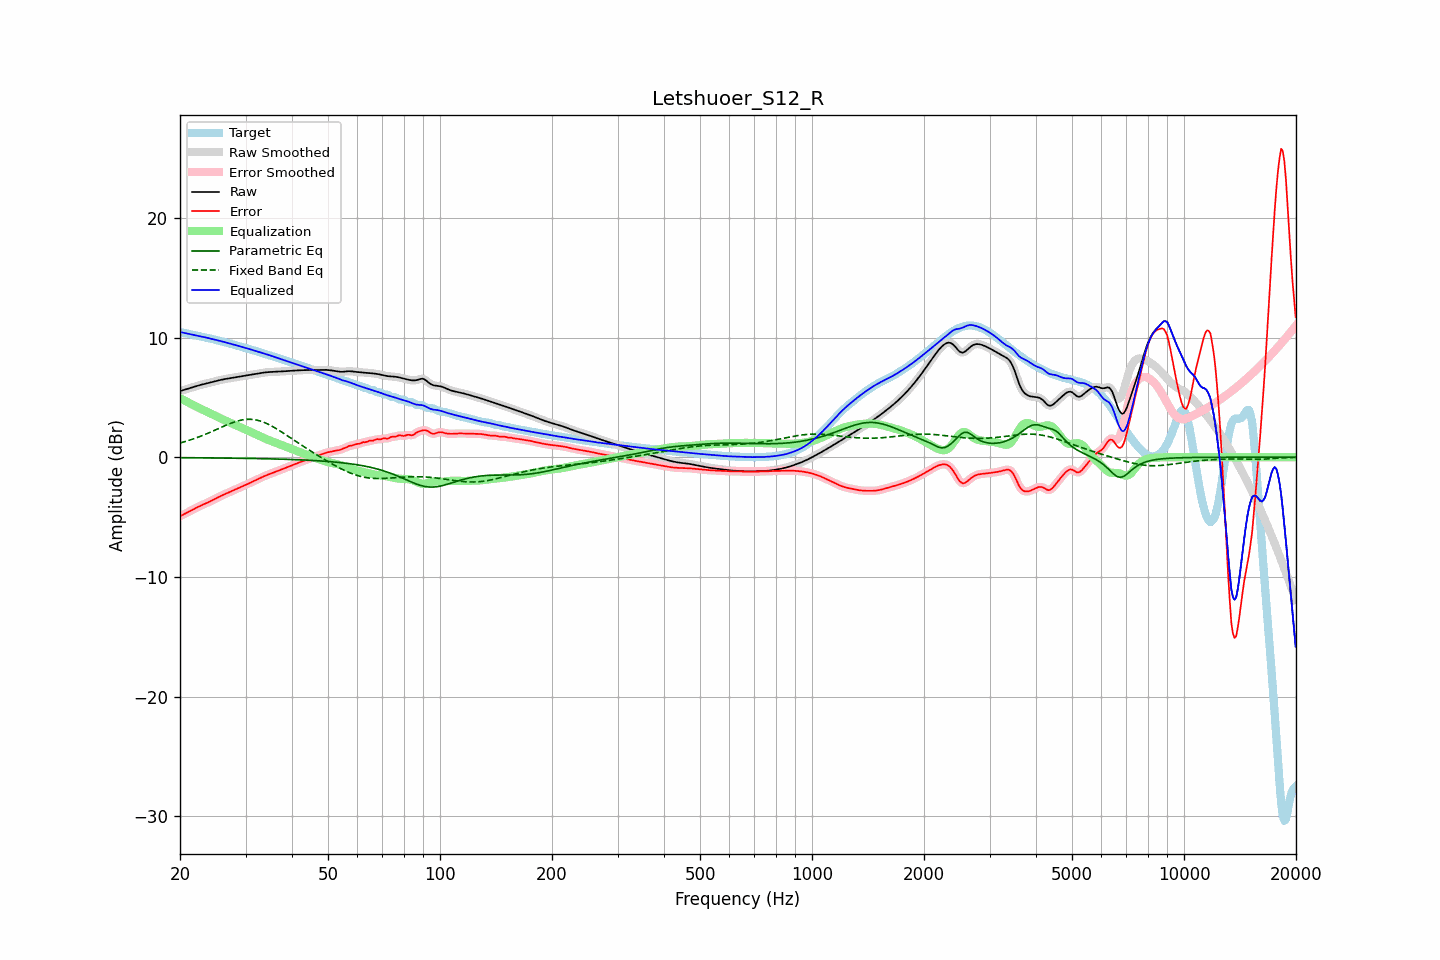 Letshuoer_S12_R
Target
Raw Smoothed
Error Smoothed
Raw
Error
Equalization
Parametric Eq
Fixed Band Eq
Equalized
Amplitude (dBr)
20
10
0
−10
−20
−30
20 50 100 200 500 1000 2000 5000 10000 20000
Frequency (Hz)